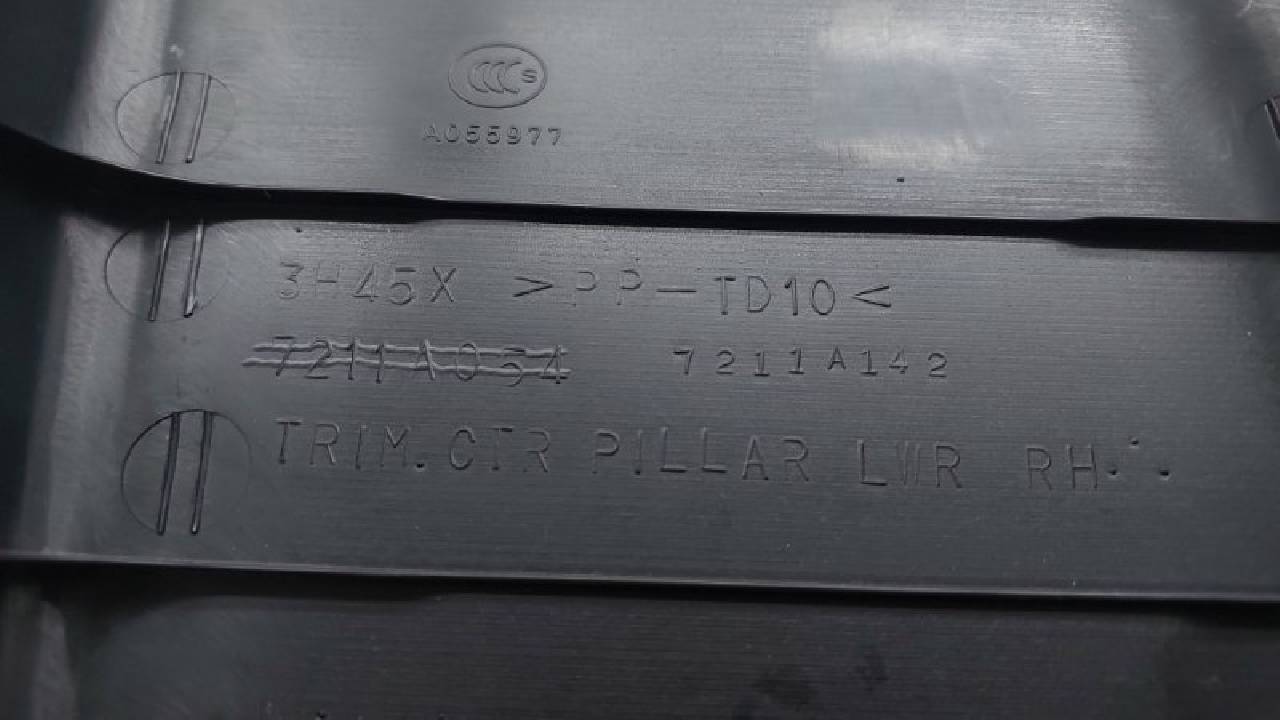 CCC S
A055977
3H45X >PP-TD10<
7211A054 7211A142
TRIM.CTR PILLAR LWR RH